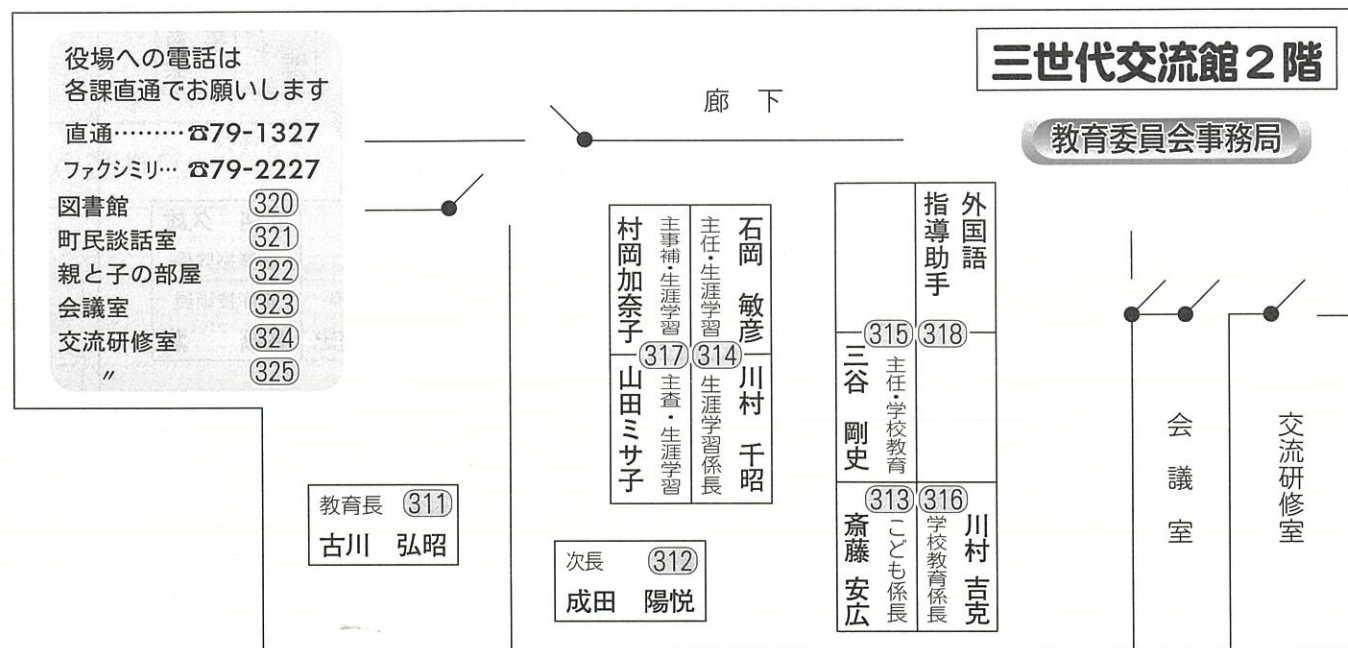 三世代交流館2階
教育委員会事務局
役場への電話は
各課直通でお願いします
直通………☎79-1327
ファクシミリ…☎79-2227
図書館 320
町民談話室 321
親と子の部屋 322
会議室 323
交流研修室 324
〃 325
廊下
石岡 敏彦
主任・生涯学習
主事補・生涯学習
村岡加奈子
317 314
川村 千昭
生涯学習係長
主査・生涯学習
山田ミサ子
外国語
指導助手
315 318
主任・学校教育
三谷 剛史
313 316
川村 吉克
学校教育係長
こども係長
斎藤 安広
教育長 311
古川 弘昭
次長 312
成田 陽悦
会議室
交流研修室